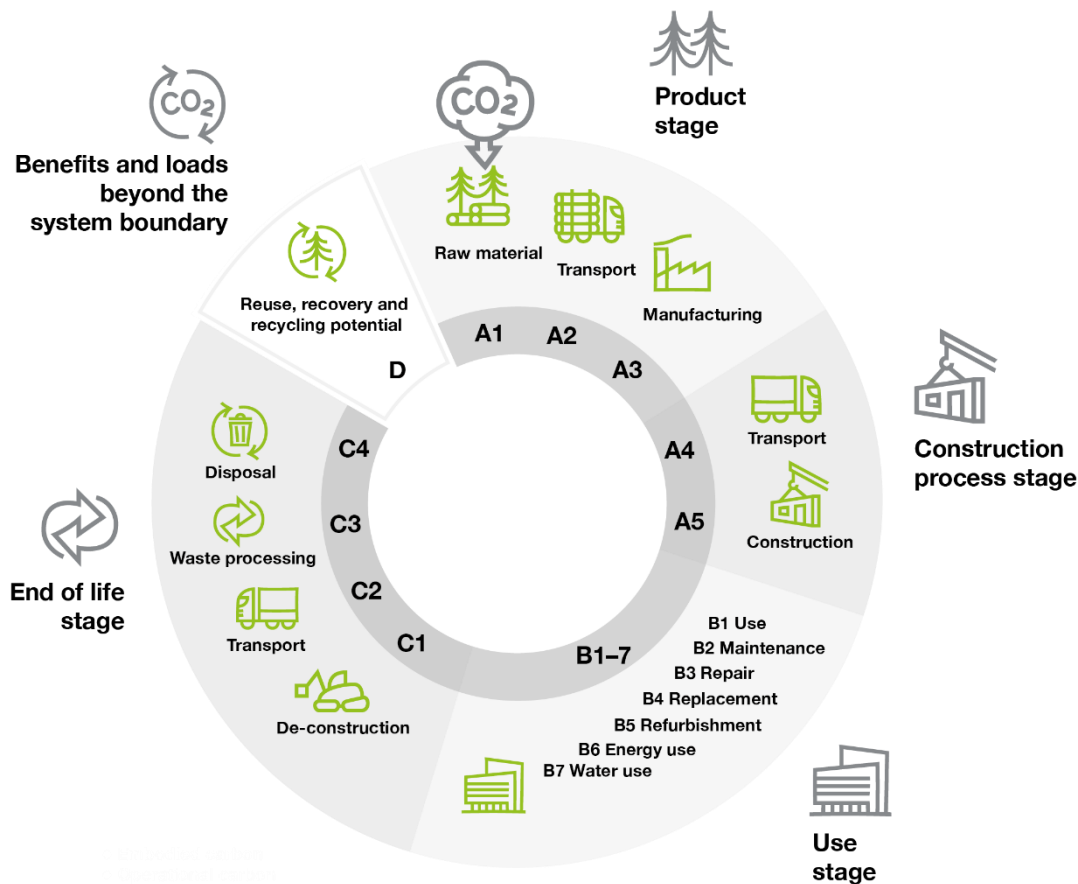 CO2
Product
stage
CO2
Benefits and loads
beyond the
system boundary
Raw material
Transport
Manufacturing
Reuse, recovery and
recycling potential
A1
A2
A3
D
Transport
Construction
process stage
A4
A5
Construction
Disposal
C4
Waste processing
C3
End of life
stage
Transport
C2
C1
De-construction
B1–7
B1 Use
B2 Maintenance
B3 Repair
B4 Replacement
B5 Refurbishment
B6 Energy use
B7 Water use
Use
stage